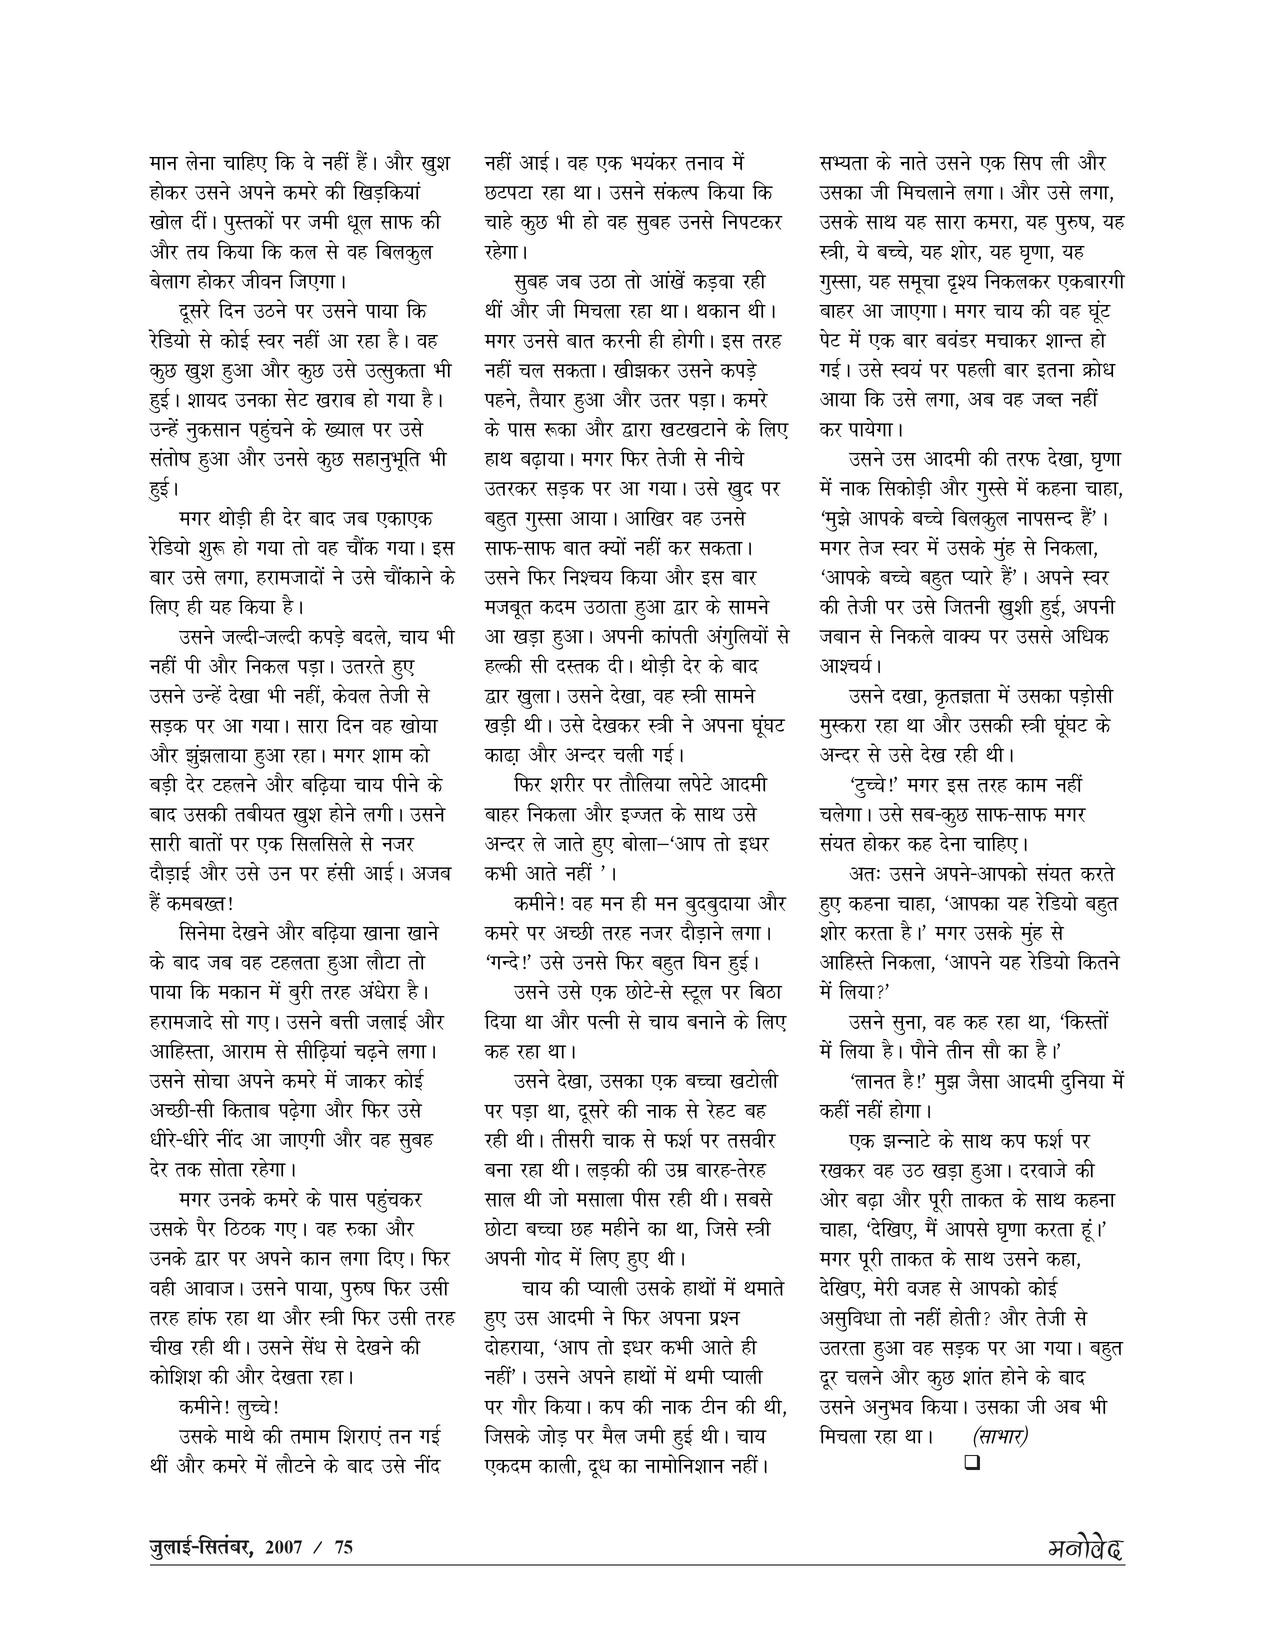 मान लेना चाहिए कि वे नहीं हैं। और खुश
होकर उसने अपने कमरे की खिड़कियां
खोल दीं। पुस्तकों पर जमी धूल साफ की
और तय किया कि कल से वह बिलकुल
बेलाग होकर जीवन जिएगा।
दूसरे दिन उठने पर उसने पाया कि
रेडियो से कोई स्वर नहीं आ रहा है। वह
कुछ खुश हुआ और कुछ उसे उत्सुकता भी
हुई। शायद उनका सेट खराब हो गया है।
उन्हें नुकसान पहुंचने के ख्याल पर उसे
संतोष हुआ और उनसे कुछ सहानुभूति भी
हुई।
मगर थोड़ी ही देर बाद जब एकाएक
रेडियो शुरू हो गया तो वह चौंक गया। इस
बार उसे लगा, हरामजादों ने उसे चौंकाने के
लिए ही यह किया है।
उसने जल्दी-जल्दी कपड़े बदले, चाय भी
नहीं पी और निकल पड़ा। उतरते हुए
उसने उन्हें देखा भी नहीं, केवल तेजी से
सड़क पर आ गया। सारा दिन वह खोया
और झुंझलाया हुआ रहा। मगर शाम को
बड़ी देर टहलने और बढ़िया चाय पीने के
बाद उसकी तबीयत खुश होने लगी। उसने
सारी बातों पर एक सिलसिले से नजर
दौड़ाई और उसे उन पर हंसी आई। अजब
हैं कमबख्त!
सिनेमा देखने और बढ़िया खाना खाने
के बाद जब वह टहलता हुआ लौटा तो
पाया कि मकान में बुरी तरह अंधेरा है।
हरामजादे सो गए। उसने बत्ती जलाई और
आहिस्ता, आराम से सीढ़ियां चढ़ने लगा।
उसने सोचा अपने कमरे में जाकर कोई
अच्छी-सी किताब पढ़ेगा और फिर उसे
धीरे-धीरे नींद आ जाएगी और वह सुबह
देर तक सोता रहेगा।
मगर उनके कमरे के पास पहुंचकर
उसके पैर ठिठक गए। वह रुका और
उनके द्वार पर अपने कान लगा दिए। फिर
वही आवाज। उसने पाया, पुरुष फिर उसी
तरह हांफ रहा था और स्त्री फिर उसी तरह
चीख रही थी। उसने सेंध से देखने की
कोशिश की और देखता रहा।
कमीने! लुच्चे!
उसके माथे की तमाम शिराएं तन गई
थीं और कमरे में लौटने के बाद उसे नींद
नहीं आई। वह एक भयंकर तनाव में
छटपटा रहा था। उसने संकल्प किया कि
चाहे कुछ भी हो वह सुबह उनसे निपटकर
रहेगा।
सुबह जब उठा तो आंखें कड़वा रही
थीं और जी मिचला रहा था। थकान थी।
मगर उनसे बात करनी ही होगी। इस तरह
नहीं चल सकता। खीझकर उसने कपड़े
पहने, तैयार हुआ और उतर पड़ा। कमरे
के पास रूका और द्वारा खटखटाने के लिए
हाथ बढ़ाया। मगर फिर तेजी से नीचे
उतरकर सड़क पर आ गया। उसे खुद पर
बहुत गुस्सा आया। आखिर वह उनसे
साफ-साफ बात क्यों नहीं कर सकता।
उसने फिर निश्चय किया और इस बार
मजबूत कदम उठाता हुआ द्वार के सामने
आ खड़ा हुआ। अपनी कांपती अंगुलियों से
हल्की सी दस्तक दी। थोड़ी देर के बाद
द्वार खुला। उसने देखा, वह स्त्री सामने
खड़ी थी। उसे देखकर स्त्री ने अपना घूंघट
काढ़ा और अन्दर चली गई।
फिर शरीर पर तौलिया लपेटे आदमी
बाहर निकला और इज्जत के साथ उसे
अन्दर ले जाते हुए बोला–‘आप तो इधर
कभी आते नहीं ’।
कमीने! वह मन ही मन बुदबुदाया और
कमरे पर अच्छी तरह नजर दौड़ाने लगा।
‘गन्दे!’ उसे उनसे फिर बहुत घिन हुई।
उसने उसे एक छोटे-से स्टूल पर बिठा
दिया था और पत्नी से चाय बनाने के लिए
कह रहा था।
उसने देखा, उसका एक बच्चा खटोली
पर पड़ा था, दूसरे की नाक से रेहट बह
रही थी। तीसरी चाक से फर्श पर तसवीर
बना रहा थी। लड़की की उम्र बारह-तेरह
साल थी जो मसाला पीस रही थी। सबसे
छोटा बच्चा छह महीने का था, जिसे स्त्री
अपनी गोद में लिए हुए थी।
चाय की प्याली उसके हाथों में थमाते
हुए उस आदमी ने फिर अपना प्रश्न
दोहराया, ‘आप तो इधर कभी आते ही
नहीं’। उसने अपने हाथों में थमी प्याली
पर गौर किया। कप की नाक टीन की थी,
जिसके जोड़ पर मैल जमी हुई थी। चाय
एकदम काली, दूध का नामोनिशान नहीं।
सभ्यता के नाते उसने एक सिप ली और
उसका जी मिचलाने लगा। और उसे लगा,
उसके साथ यह सारा कमरा, यह पुरुष, यह
स्त्री, ये बच्चे, यह शोर, यह घृणा, यह
गुस्सा, यह समूचा दृश्य निकलकर एकबारगी
बाहर आ जाएगा। मगर चाय की वह घूंट
पेट में एक बार बवंडर मचाकर शान्त हो
गई। उसे स्वयं पर पहली बार इतना क्रोध
आया कि उसे लगा, अब वह जब्त नहीं
कर पायेगा।
उसने उस आदमी की तरफ देखा, घृणा
में नाक सिकोड़ी और गुस्से में कहना चाहा,
‘मुझे आपके बच्चे बिलकुल नापसन्द हैं’।
मगर तेज स्वर में उसके मुंह से निकला,
‘आपके बच्चे बहुत प्यारे हैं’। अपने स्वर
की तेजी पर उसे जितनी खुशी हुई, अपनी
जबान से निकले वाक्य पर उससे अधिक
आश्चर्य।
उसने दखा, कृतज्ञता में उसका पड़ोसी
मुस्करा रहा था और उसकी स्त्री घूंघट के
अन्दर से उसे देख रही थी।
‘टुच्चे!’ मगर इस तरह काम नहीं
चलेगा। उसे सब-कुछ साफ-साफ मगर
संयत होकर कह देना चाहिए।
अतः उसने अपने-आपको संयत करते
हुए कहना चाहा, ‘आपका यह रेडियो बहुत
शोर करता है।’ मगर उसके मुंह से
आहिस्ते निकला, ‘आपने यह रेडियो कितने
में लिया?’
उसने सुना, वह कह रहा था, ‘किस्तों
में लिया है। पौने तीन सौ का है।’
‘लानत है!’ मुझ जैसा आदमी दुनिया में
कहीं नहीं होगा।
एक झन्नाटे के साथ कप फर्श पर
रखकर वह उठ खड़ा हुआ। दरवाजे की
ओर बढ़ा और पूरी ताकत के साथ कहना
चाहा, ‘देखिए, मैं आपसे घृणा करता हूं।’
मगर पूरी ताकत के साथ उसने कहा,
देखिए, मेरी वजह से आपको कोई
असुविधा तो नहीं होती? और तेजी से
उतरता हुआ वह सड़क पर आ गया। बहुत
दूर चलने और कुछ शांत होने के बाद
उसने अनुभव किया। उसका जी अब भी
मिचला रहा था। (साभार)
❑
जुलाई-सितंबर, 2007 / 75
मनोवेद